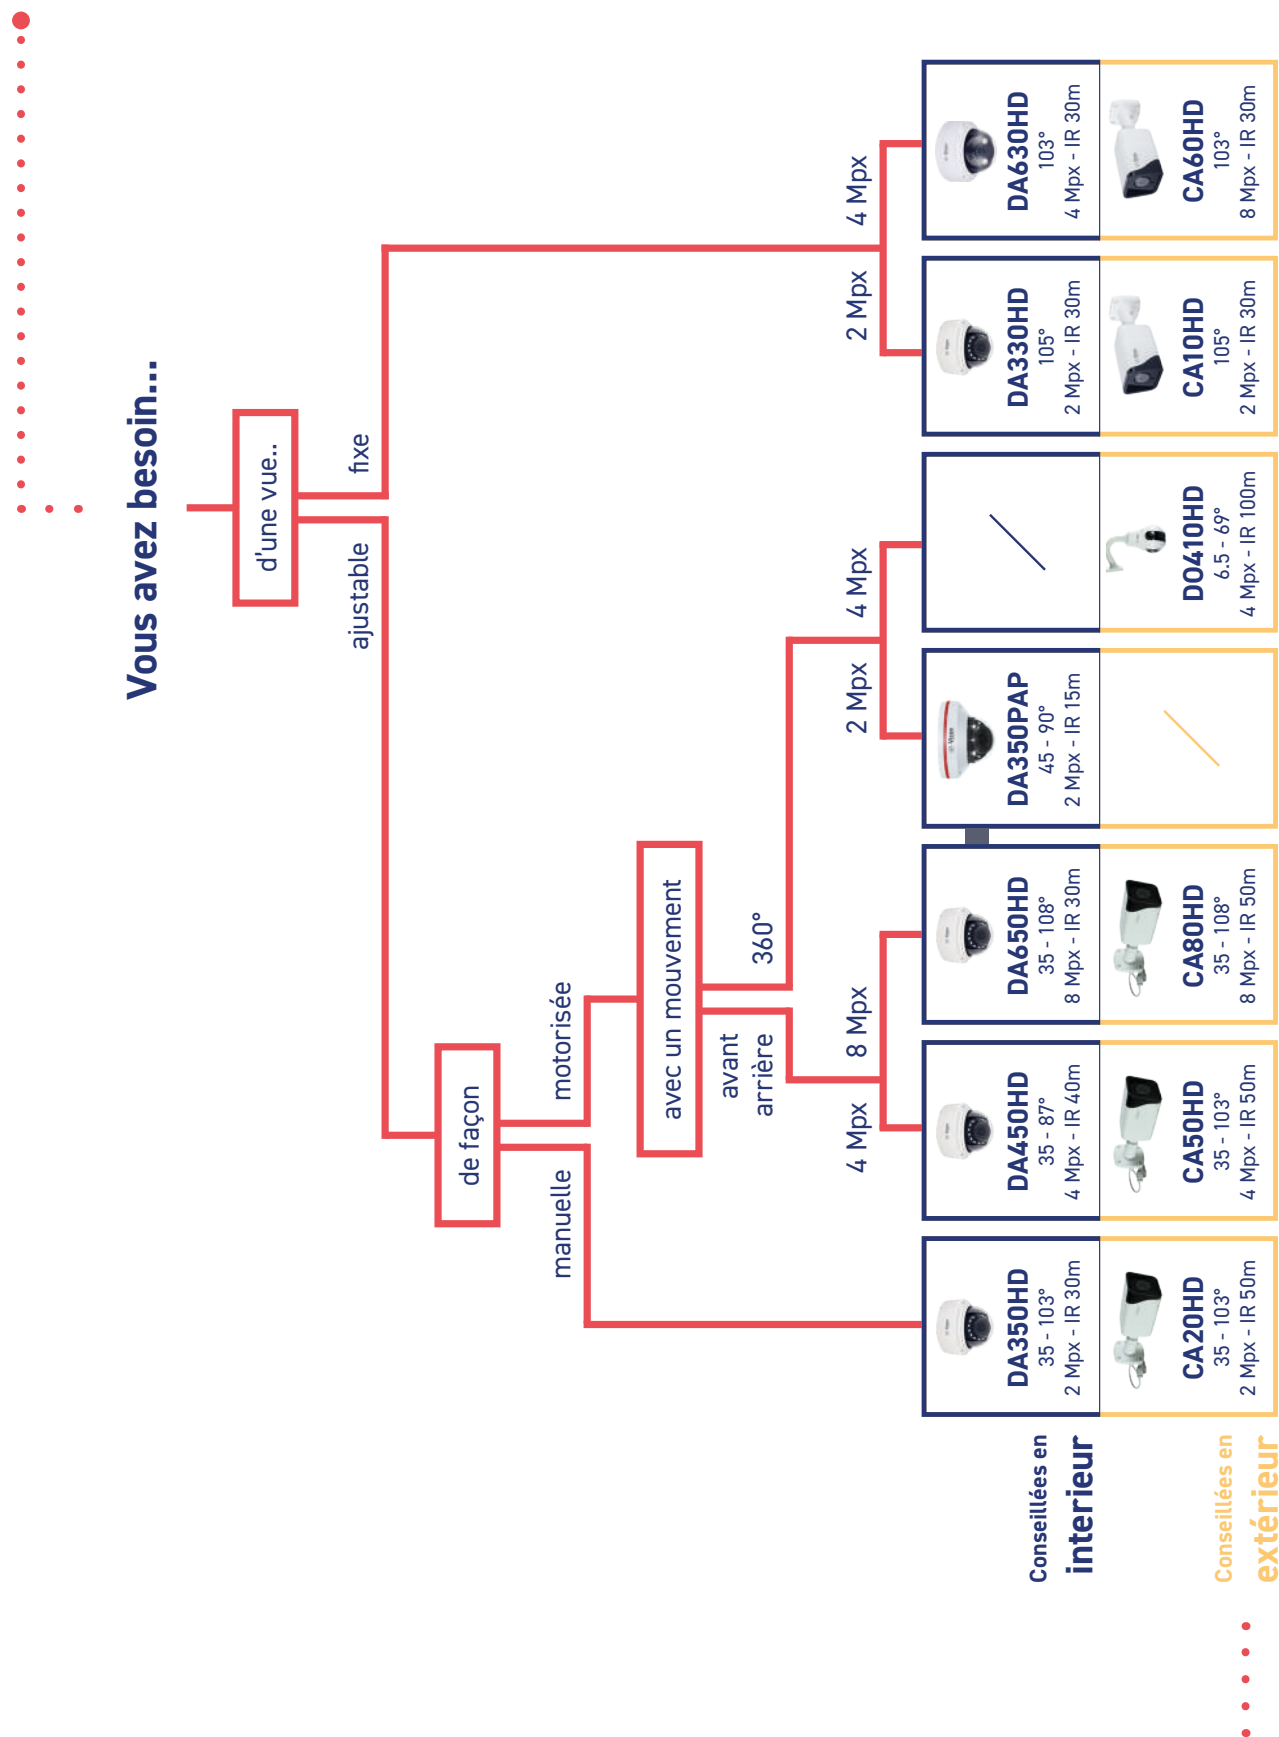 Vous avez besoin...
d'une vue..
ajustable
fixe
de façon
manuelle
motorisée
avec un mouvement
avant
arrière
360°
4 Mpx
8 Mpx
2 Mpx
4 Mpx
2 Mpx
4 Mpx
Conseillées en
interieur
DA350HD
35 - 103°
2 Mpx - IR 30m
DA450HD
35 - 87°
4 Mpx - IR 40m
DA650HD
35 - 108°
8 Mpx - IR 30m
DA350PAP
45 - 90°
2 Mpx - IR 15m
DA330HD
105°
2 Mpx - IR 30m
DA630HD
103°
4 Mpx - IR 30m
Conseillées en
extérieur
CA20HD
35 - 103°
2 Mpx - IR 50m
CA50HD
35 - 103°
4 Mpx - IR 50m
CA80HD
35 - 108°
8 Mpx - IR 50m
DO410HD
6.5 - 69°
4 Mpx - IR 100m
CA10HD
105°
2 Mpx - IR 30m
CA60HD
103°
8 Mpx - IR 30m